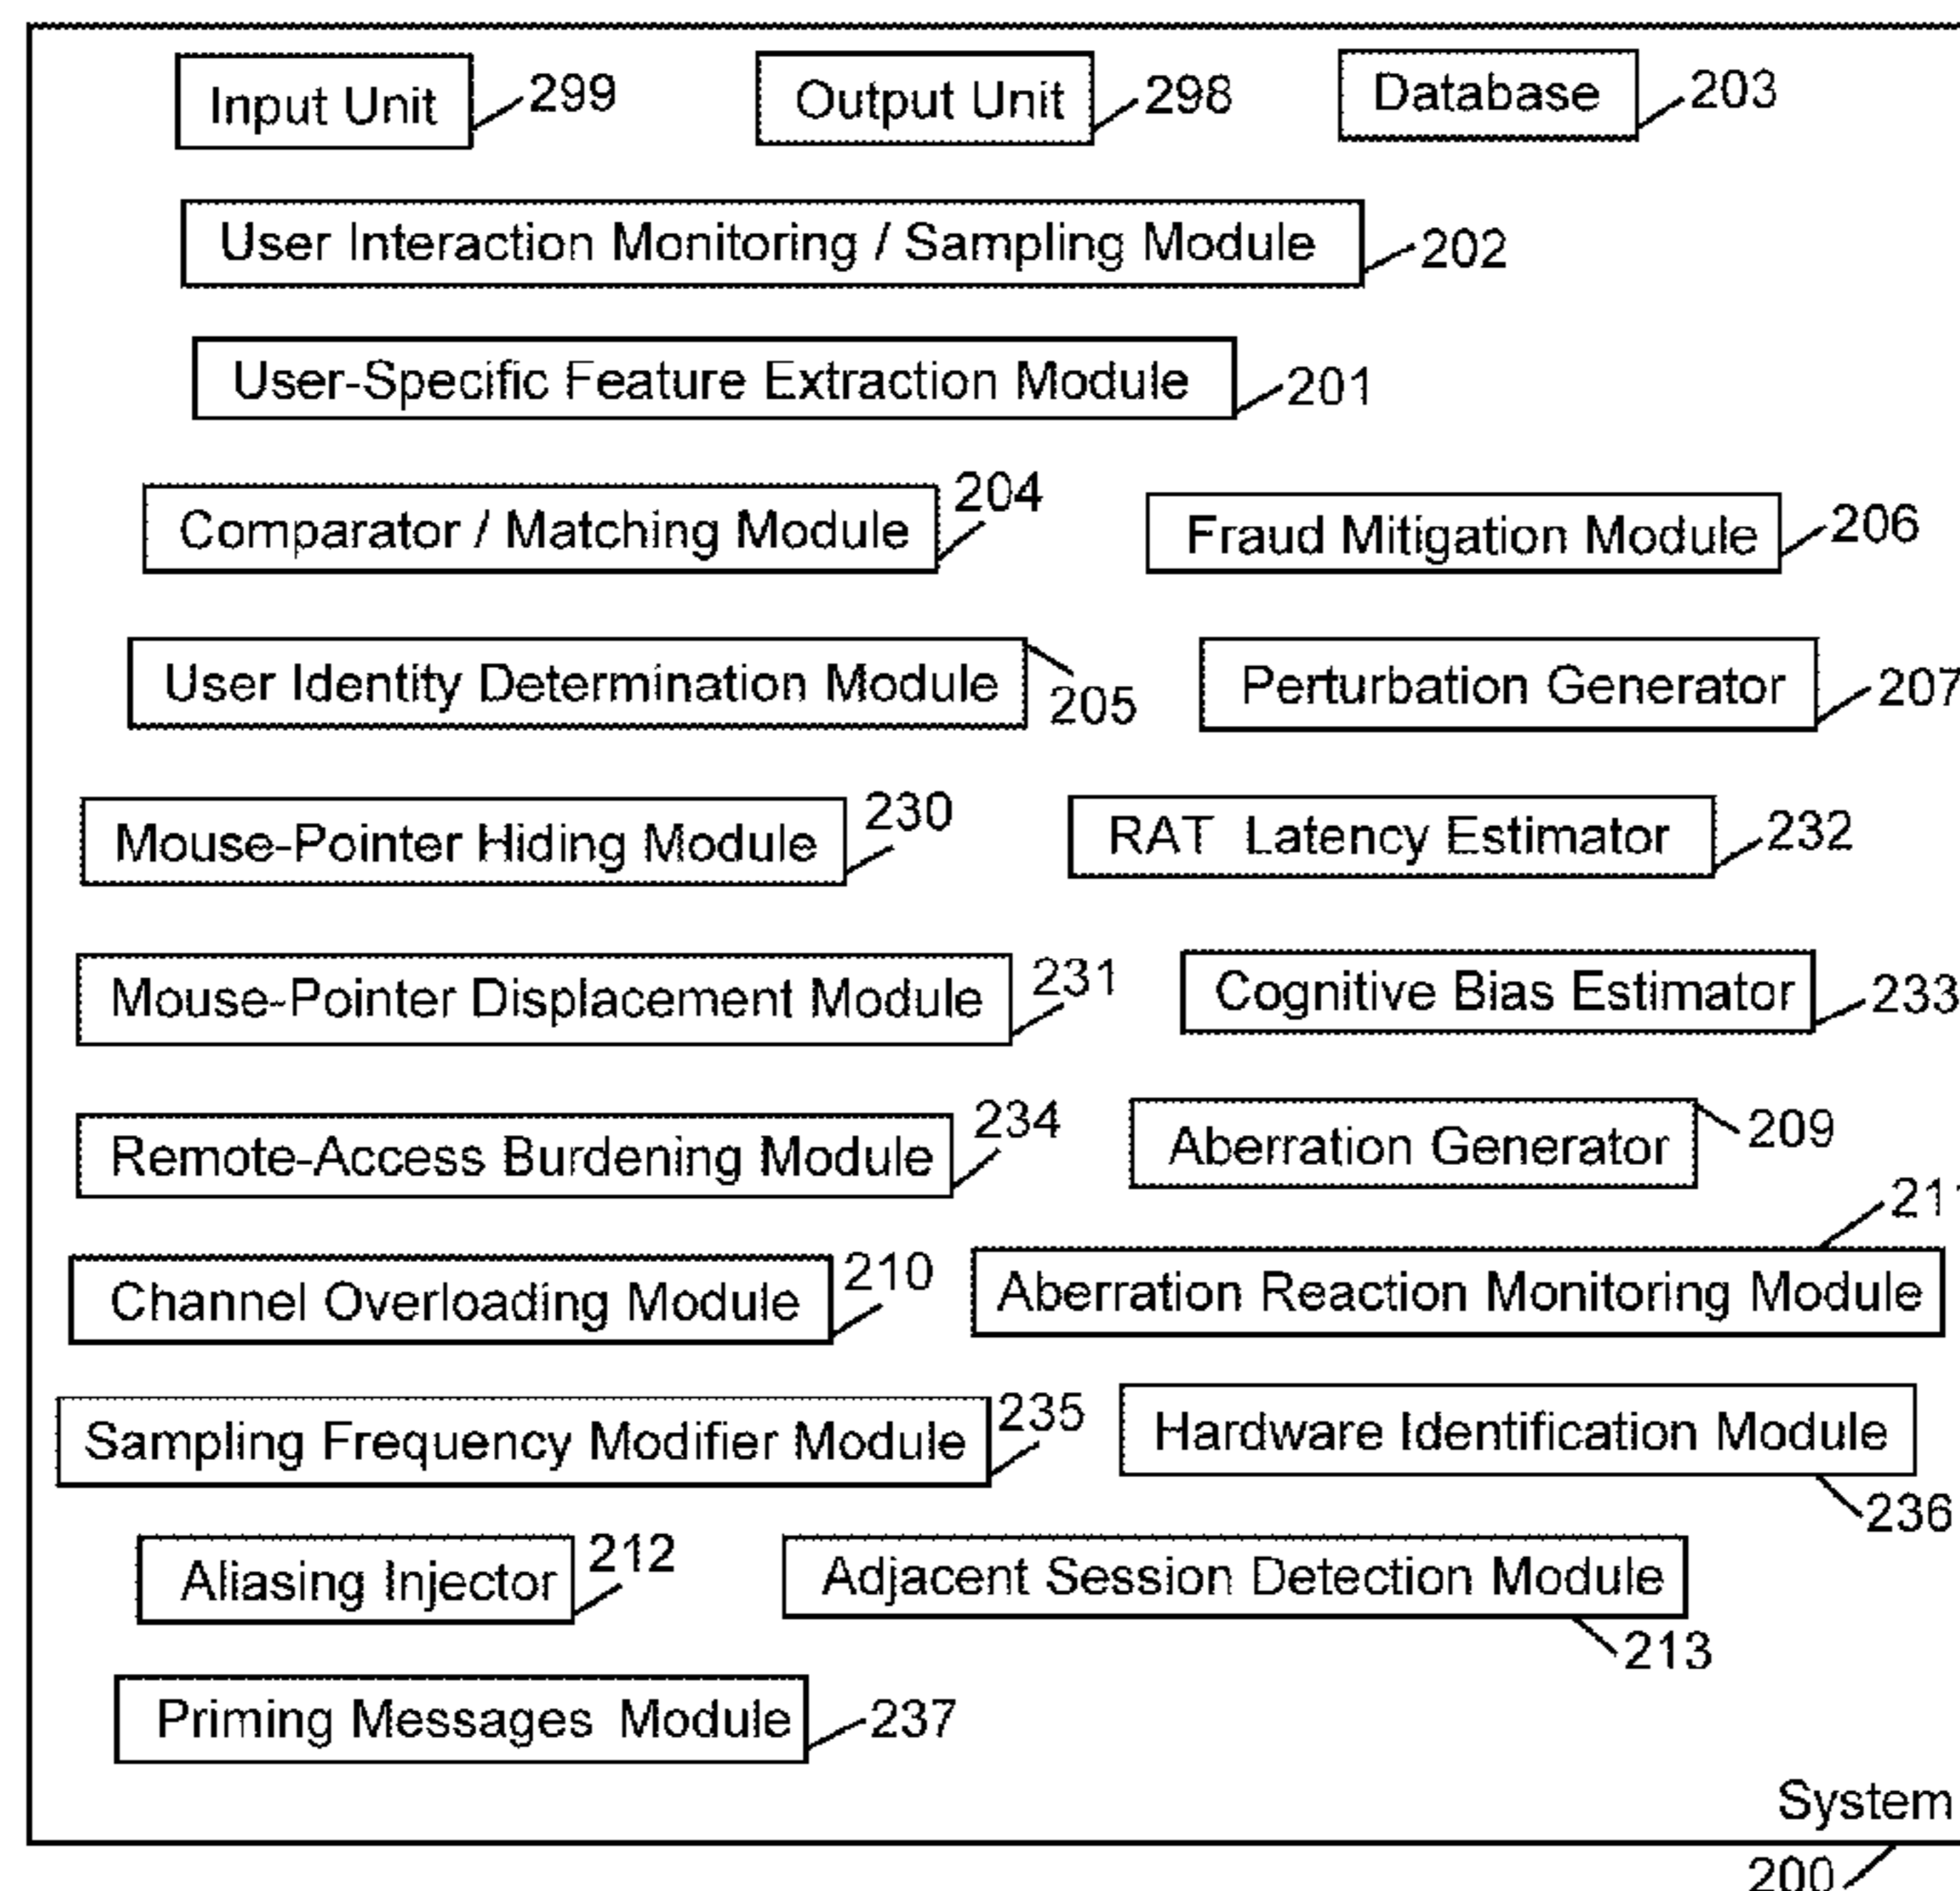 Input Unit 299 Output Unit 298 Database 203
User Interaction Monitoring / Sampling Module 202
User-Specific Feature Extraction Module 201
Comparator / Matching Module 204 Fraud Mitigation Module 206
User Identity Determination Module 205 Perturbation Generator 207
Mouse-Pointer Hiding Module 230 RAT Latency Estimator 232
Mouse-Pointer Displacement Module 231 Cognitive Bias Estimator 233
Remote-Access Burdening Module 234 Aberration Generator 209
Channel Overloading Module 210 Aberration Reaction Monitoring Module 211
Sampling Frequency Modifier Module 235 Hardware Identification Module 236
Aliasing Injector 212 Adjacent Session Detection Module 213
Priming Messages Module 237
System
200